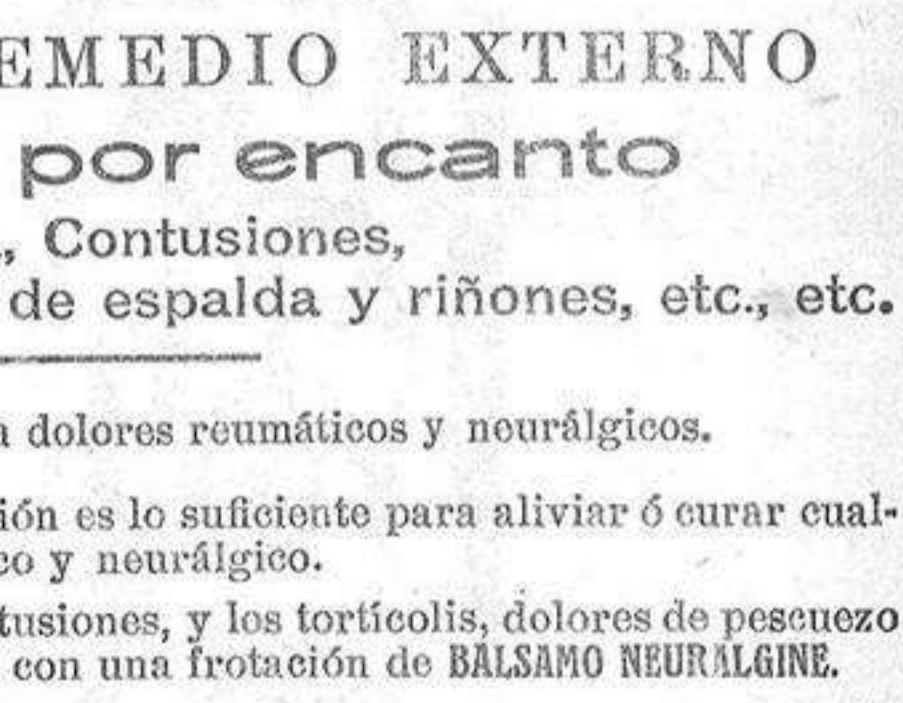 EMEDIO EXTERNO
por encanto
., Contusiones,
de espalda y riñones, etc., etc.
a dolores reumáticos y neurálgicos.
ión es lo suficiente para aliviar ó curar cual-
co y neurálgico.
tusiones, y los tortícolis, dolores de pescuezo
con una frotación de BALSAMO NEURALGINE.